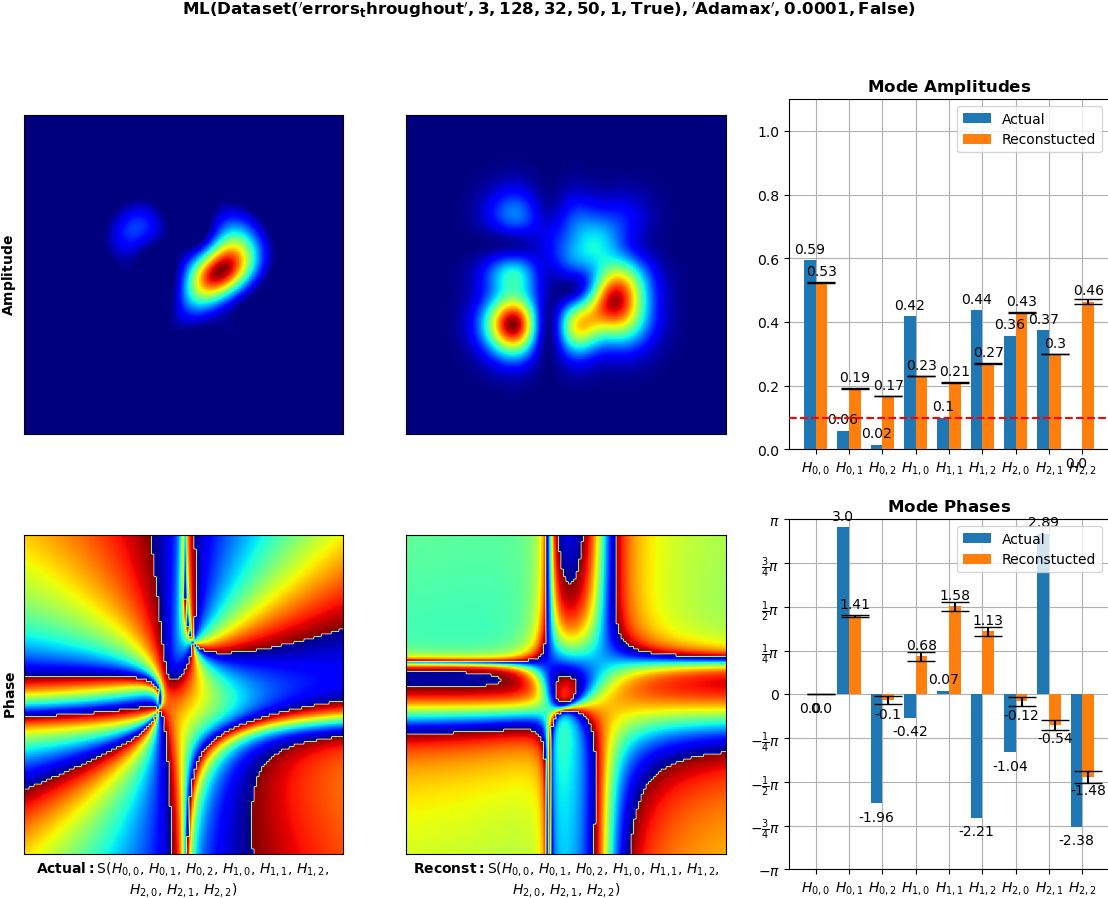 ML(Dataset('errors_throughout', 3, 128, 32, 50, 1, True), 'Adamax', 0.0001, False)
Amplitude
Mode Amplitudes
Actual
Reconstucted
1.0
0.8
0.6
0.4
0.2
0.0
0.59
0.53
0.06
0.19
0.02
0.17
0.42
0.23
0.1
0.21
0.44
0.27
0.36
0.43
0.37
0.3
0.0
0.46
H0,0 H0,1 H0,2 H1,0 H1,1 H1,2 H2,0 H2,1 H2,2
Phase
Mode Phases
Actual
Reconstucted
π
3/4π
1/2π
1/4π
0
−1/4π
−1/2π
−3/4π
−π
0.0
0.0
3.0
1.41
-1.96
-0.1
-0.42
0.68
0.07
1.58
-2.21
1.13
-1.04
-0.12
2.89
-0.54
-2.38
-1.48
H0,0 H0,1 H0,2 H1,0 H1,1 H1,2 H2,0 H2,1 H2,2
Actual: S(H0,0, H0,1, H0,2, H1,0, H1,1, H1,2,
H2,0, H2,1, H2,2)
Reconst: S(H0,0, H0,1, H0,2, H1,0, H1,1, H1,2,
H2,0, H2,1, H2,2)